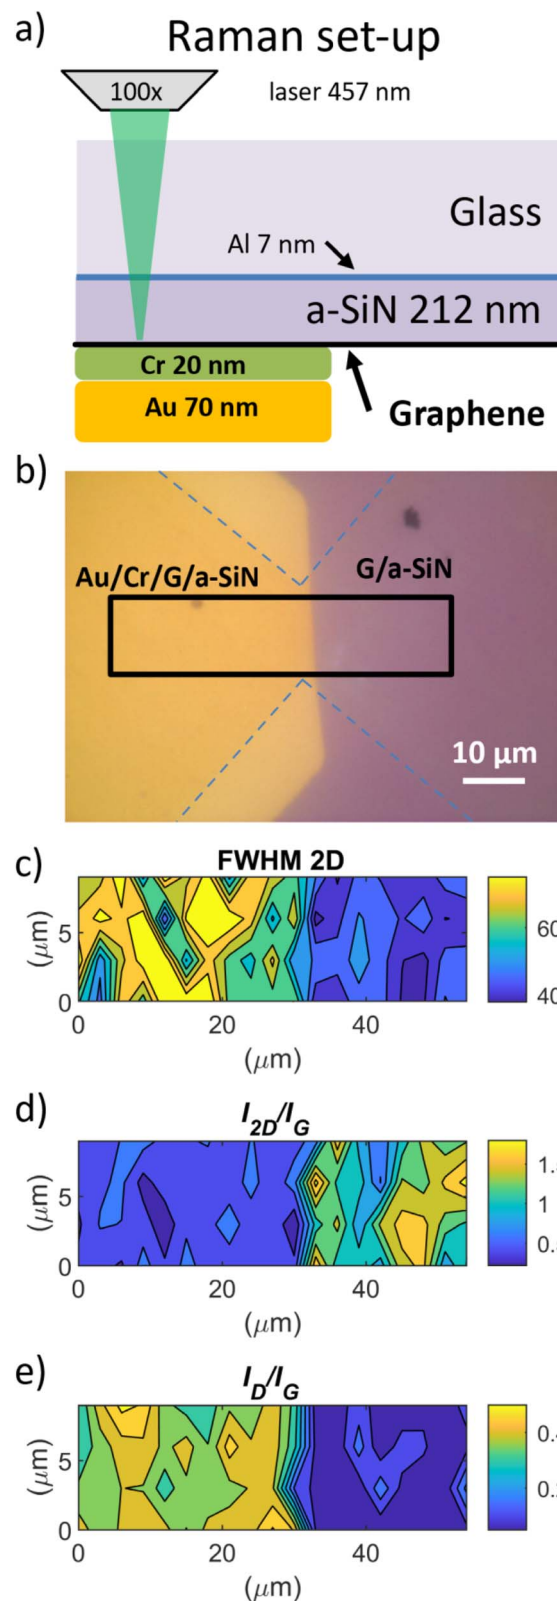 a)
Raman set-up
100x
laser 457 nm
Glass
Al 7 nm
a-SiN 212 nm
Cr 20 nm
Au 70 nm
Graphene
b)
Au/Cr/G/a-SiN
G/a-SiN
10 µm
c)
FWHM 2D
60
40
5
0
(µm)
0
20
40
(µm)
d)
I2D/IG
1
5
0
(µm)
0
20
40
(µm)
e)
ID/IG
5
0
(µm)
0
20
40
(µm)